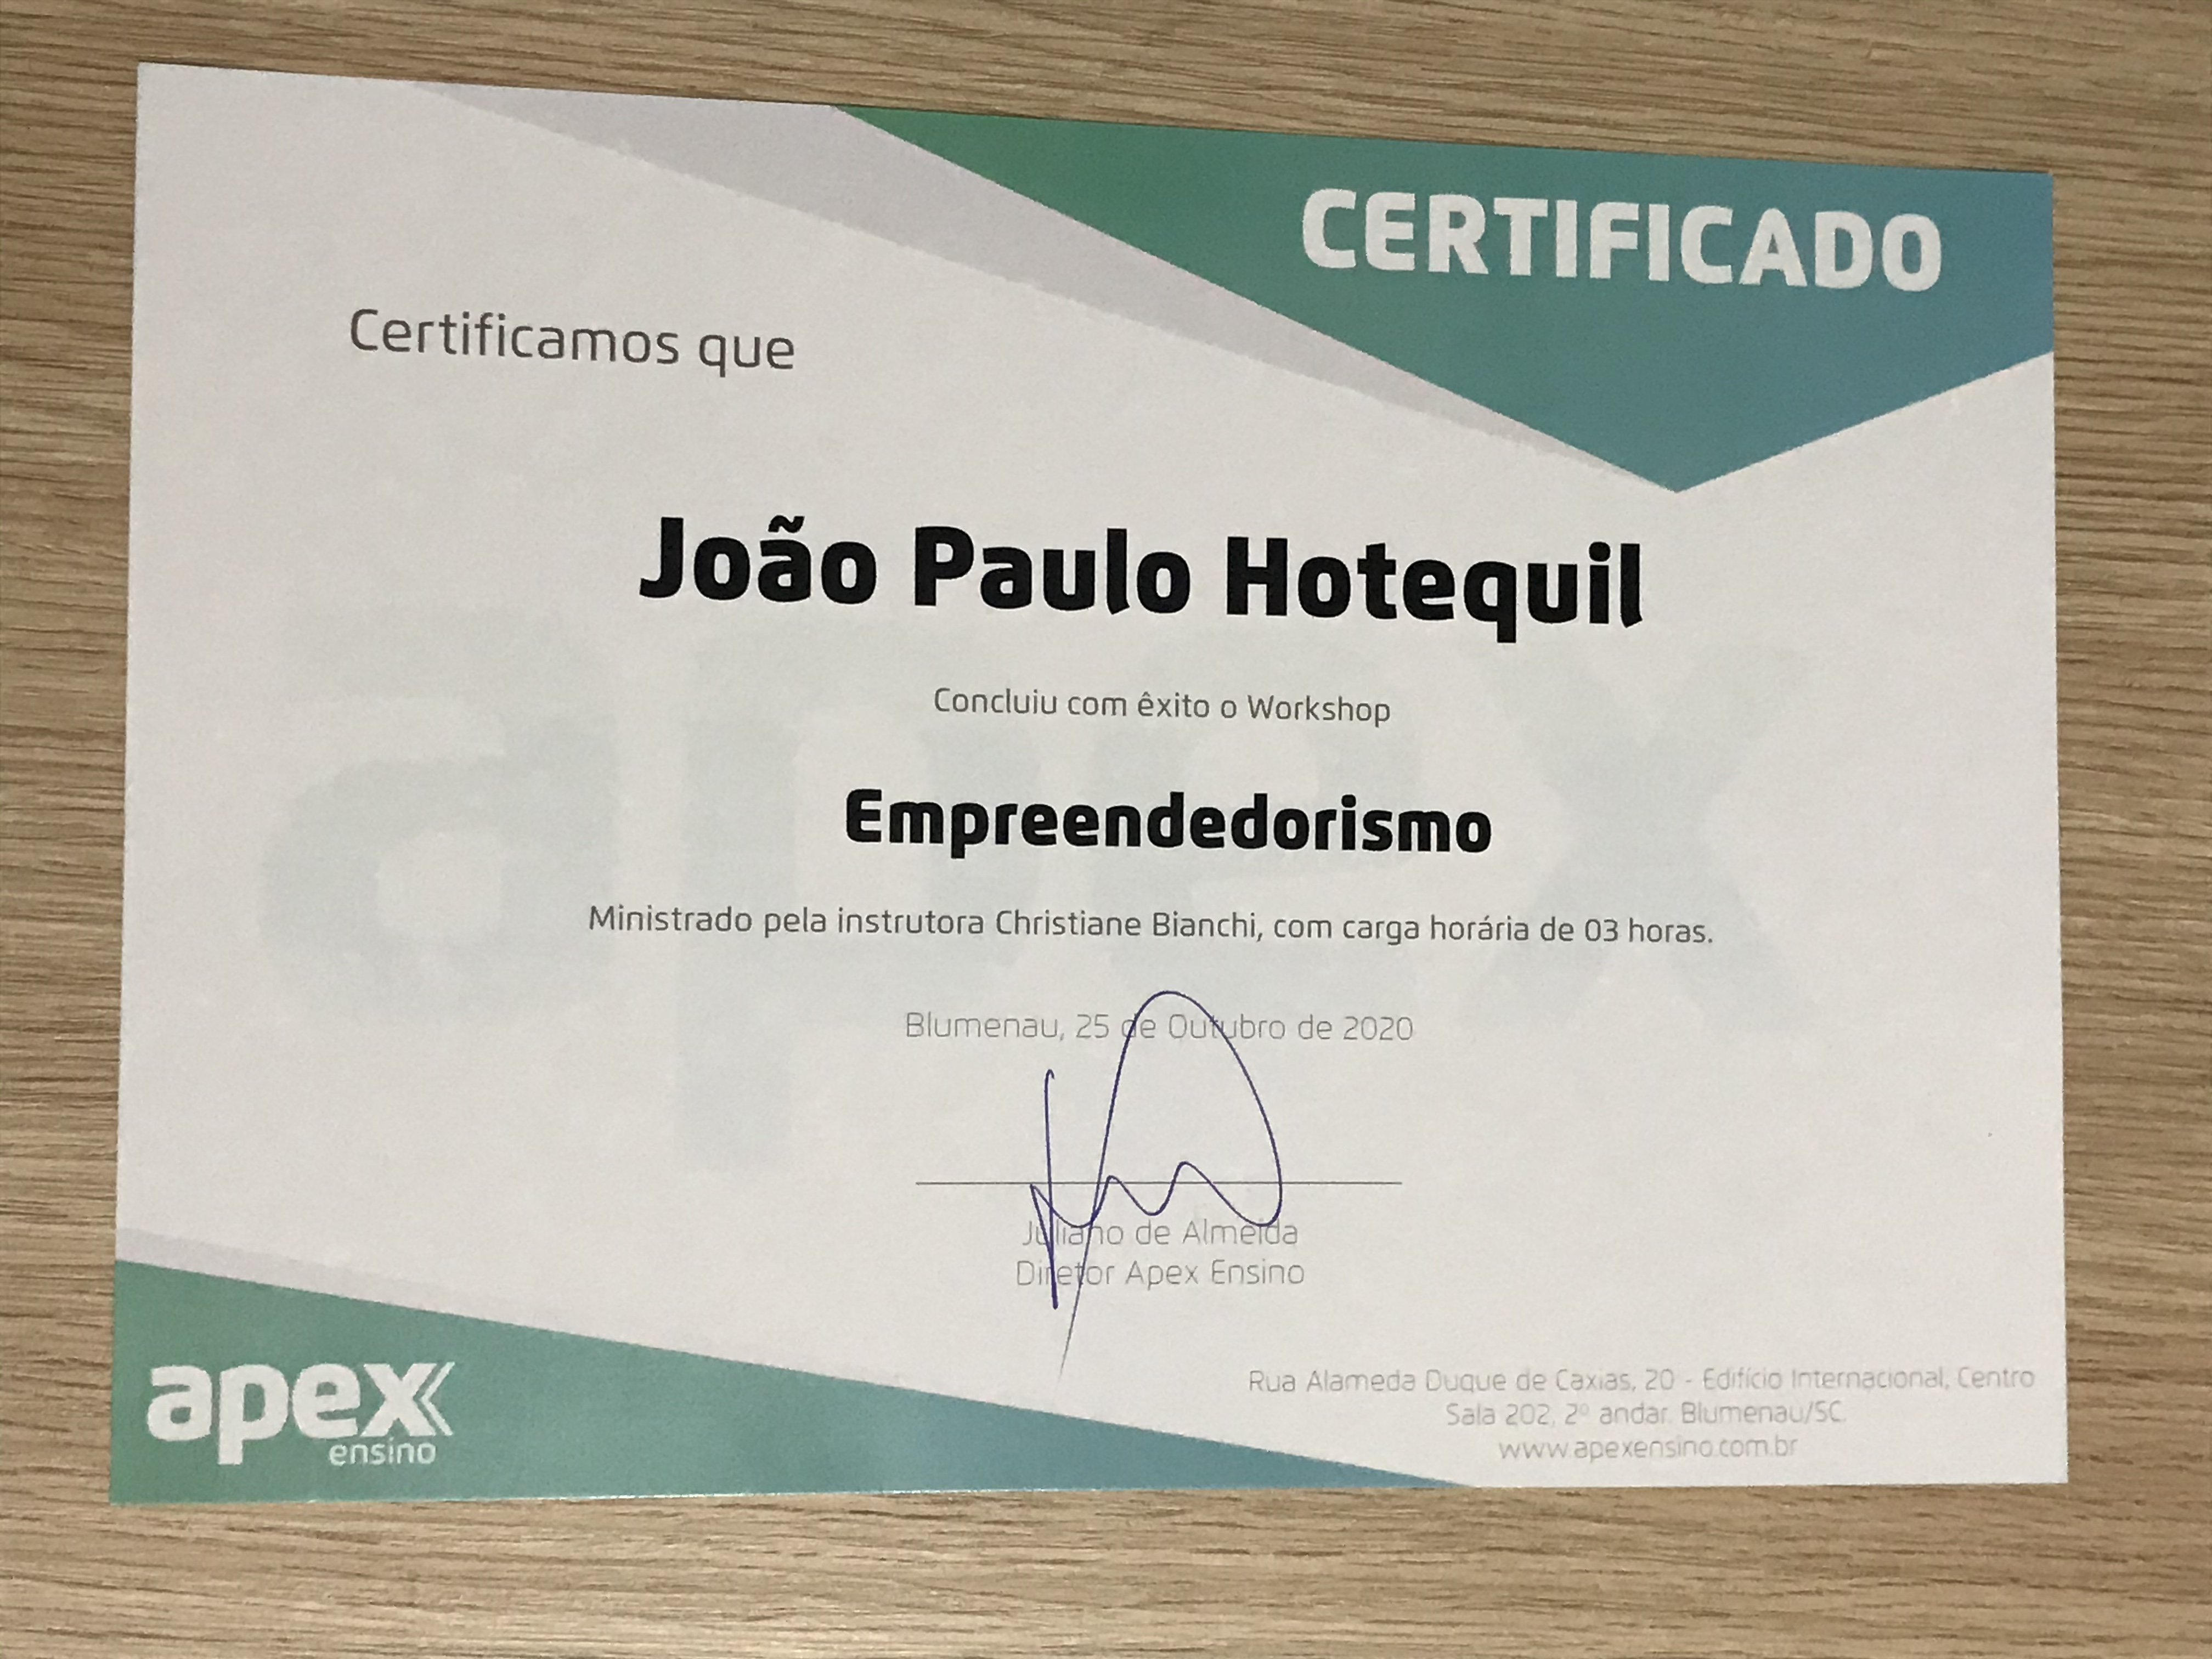 CERTIFICADO
Certificamos que
João Paulo Hotequil
Concluiu com êxito o Workshop
Empreendedorismo
Ministrado pela instrutora Christiane Bianchi, com carga horária de 03 horas.
Blumenau, 25 de Outubro de 2020
Juliano de Almeida
Diretor Apex Ensino
apex
ensino
Rua Alameda Duque de Caxias, 20 - Edifício Internacional, Centro
Sala 202, 2º andar. Blumenau/SC.
www.apexensino.com.br